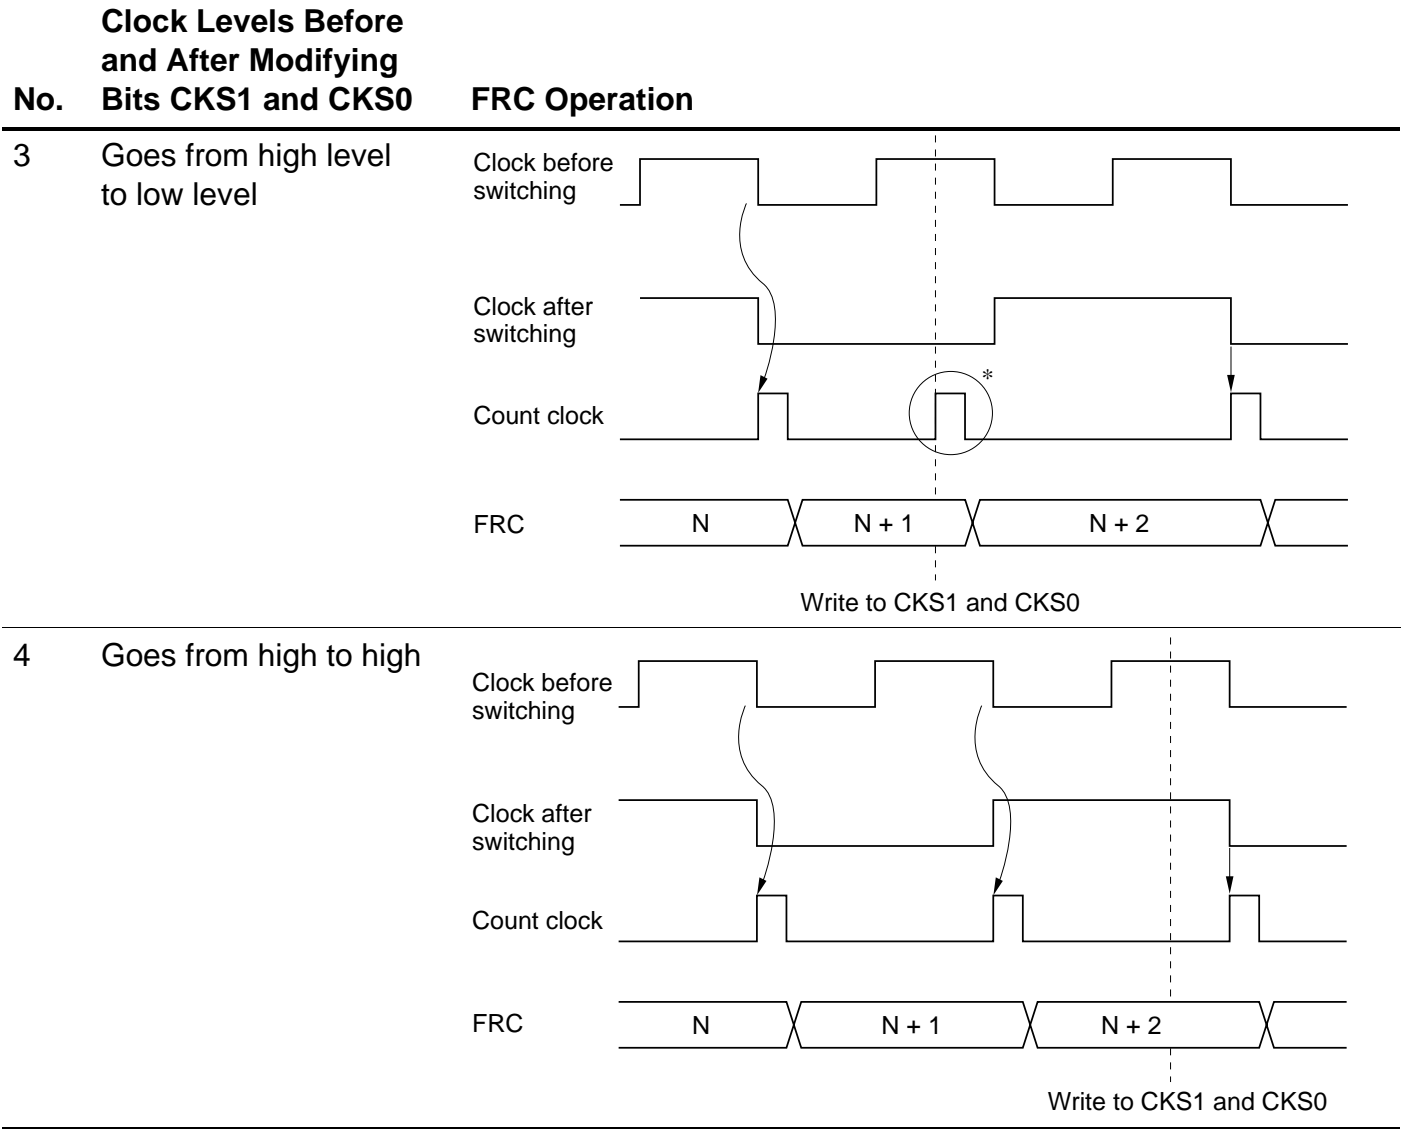 Clock Levels Before
and After Modifying
No. Bits CKS1 and CKS0 FRC Operation
3 Goes from high level
to low level
Clock before
switching
Clock after
switching
*
Count clock
FRC N N + 1 N + 2
Write to CKS1 and CKS0
4 Goes from high to high
Clock before
switching
Clock after
switching
Count clock
FRC N N + 1 N + 2
Write to CKS1 and CKS0